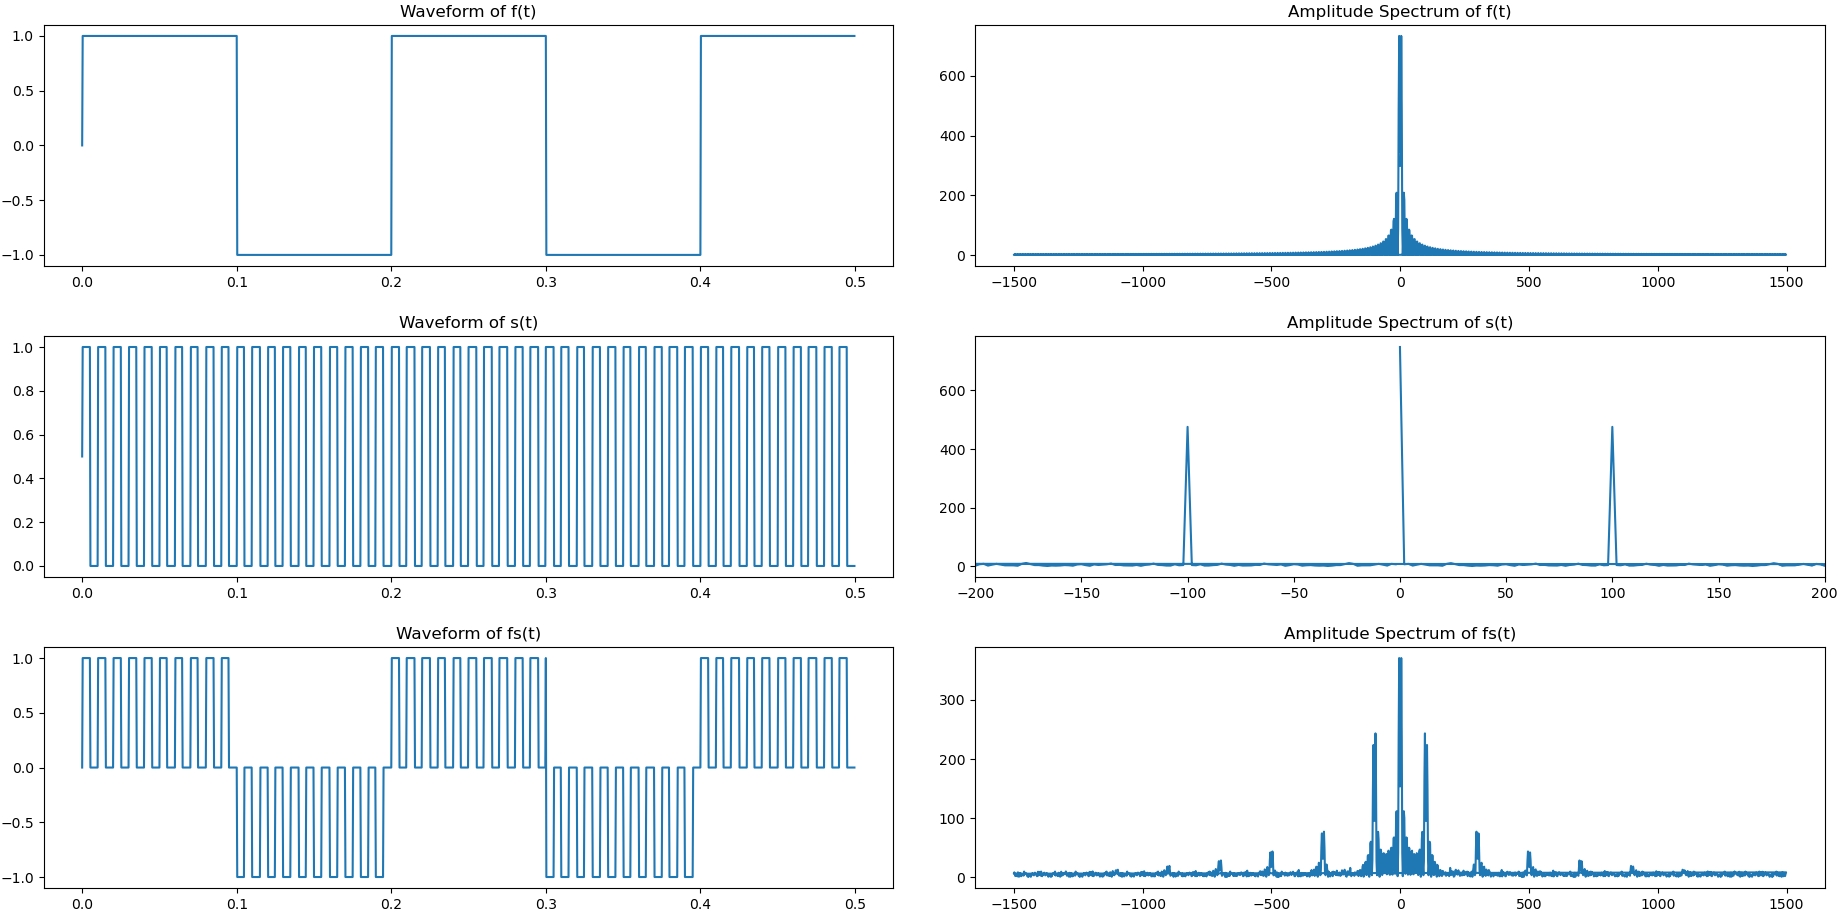 Waveform of f(t)
1.0
0.5
0.0
−0.5
−1.0
0.0 0.1 0.2 0.3 0.4 0.5
Amplitude Spectrum of f(t)
600
400
200
0
−1500 −1000 −500 0 500 1000 1500
Waveform of s(t)
1.0
0.8
0.6
0.4
0.2
0.0
0.0 0.1 0.2 0.3 0.4 0.5
Amplitude Spectrum of s(t)
600
400
200
0
−200 −150 −100 −50 0 50 100 150 200
Waveform of fs(t)
1.0
0.5
0.0
−0.5
−1.0
0.0 0.1 0.2 0.3 0.4 0.5
Amplitude Spectrum of fs(t)
300
200
100
0
−1500 −1000 −500 0 500 1000 1500